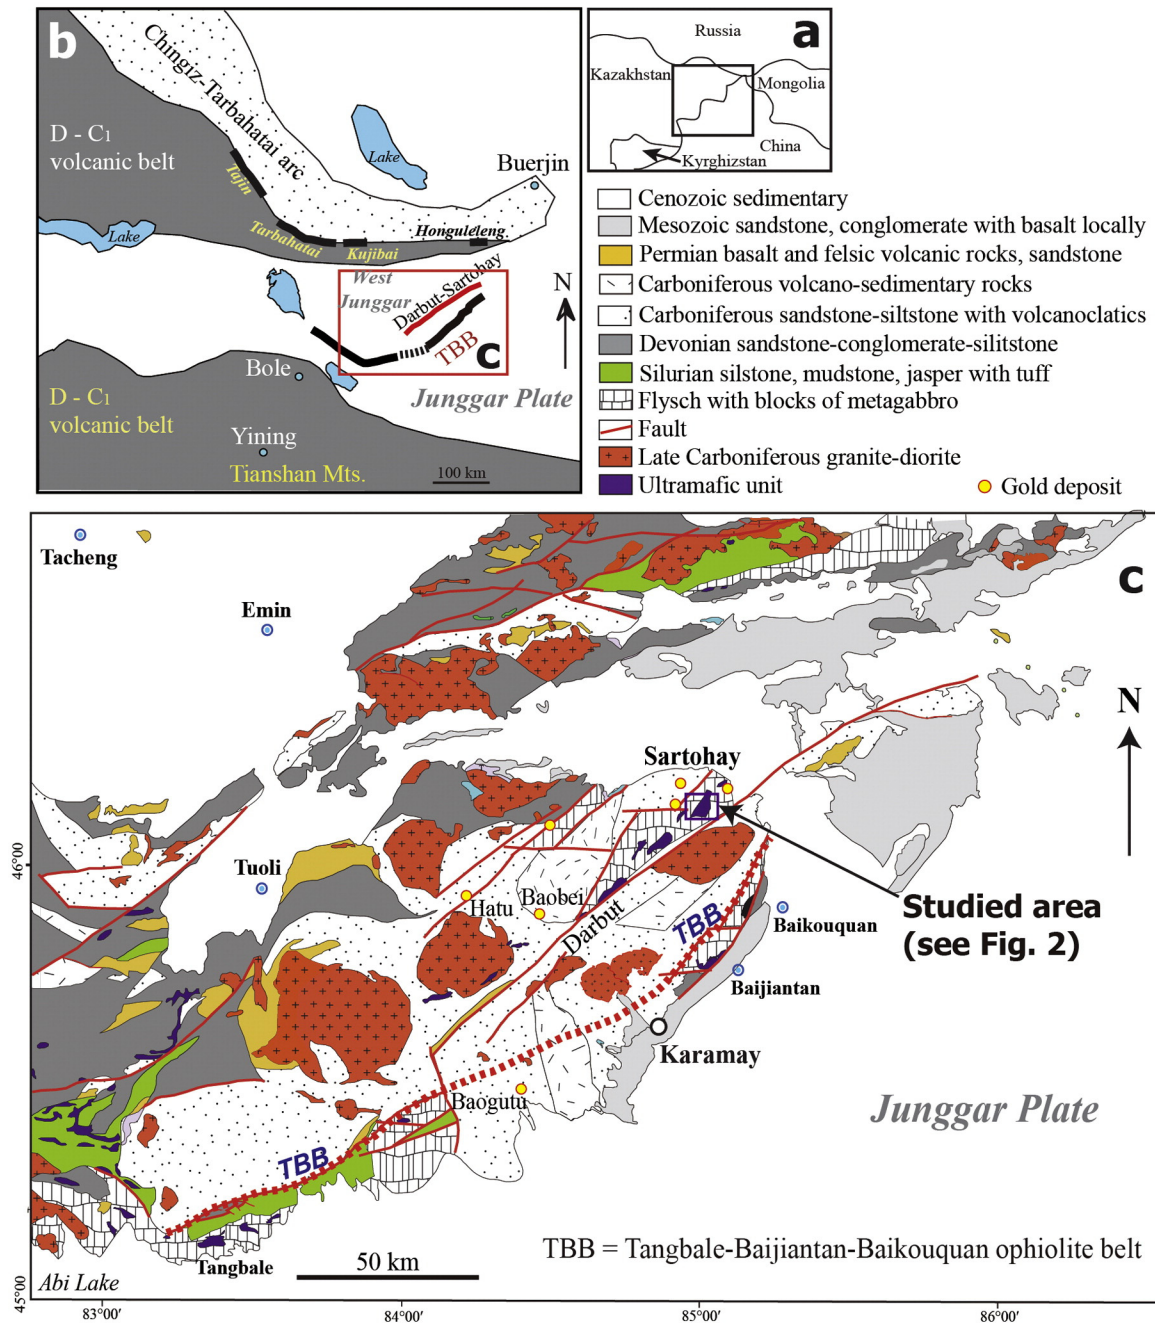 b
Chingiz-Tarbahatai arc
D - C1
volcanic belt
Lake
Buerjin
Tajin
Lake
Tarbahatai
Kujibai
Honguleleng
West
Junggar
Darbut-Sartohay
TBB
c
N
Bole
Junggar Plate
D - C1
volcanic belt
Yining
Tianshan Mts.
100 km
a
Russia
Kazakhstan
Mongolia
China
Kyrghizstan
Cenozoic sedimentary
Mesozoic sandstone, conglomerate with basalt locally
Permian basalt and felsic volcanic rocks, sandstone
Carboniferous volcano-sedimentary rocks
Carboniferous sandstone-siltstone with volcanoclatics
Devonian sandstone-conglomerate-silitstone
Silurian silstone, mudstone, jasper with tuff
Flysch with blocks of metagabbro
Fault
Late Carboniferous granite-diorite
Ultramafic unit
Gold deposit
c
Tacheng
Emin
N
Sartohay
46°00
Tuoli
Hatu
Baobei
Darbut
TBB
Studied area
(see Fig. 2)
Baikouquan
Baijiantan
Karamay
Baogutu
Junggar Plate
TBB
TBB = Tangbale-Baijiantan-Baikouquan ophiolite belt
Tangbale
50 km
Abi Lake
45°00
83°00'
84°00'
85°00'
86°00'